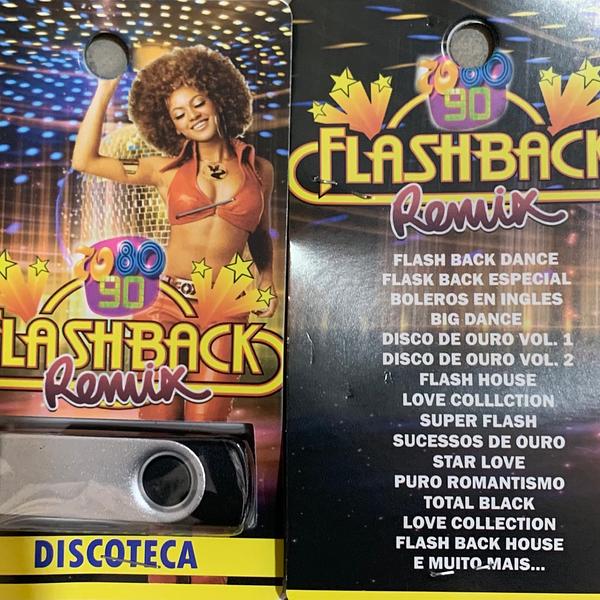 70 80
90
FLASHBACK
Remix
DISCOTECA
70 80
90
FLASHBACK
Remix
FLASH BACK DANCE
FLASK BACK ESPECIAL
BOLEROS EN INGLES
BIG DANCE
DISCO DE OURO VOL. 1
DISCO DE OURO VOL. 2
FLASH HOUSE
LOVE COLLLCTION
SUPER FLASH
SUCESSOS DE OURO
STAR LOVE
PURO ROMANTISMO
TOTAL BLACK
LOVE COLLECTION
FLASH BACK HOUSE
E MUITO MAIS...